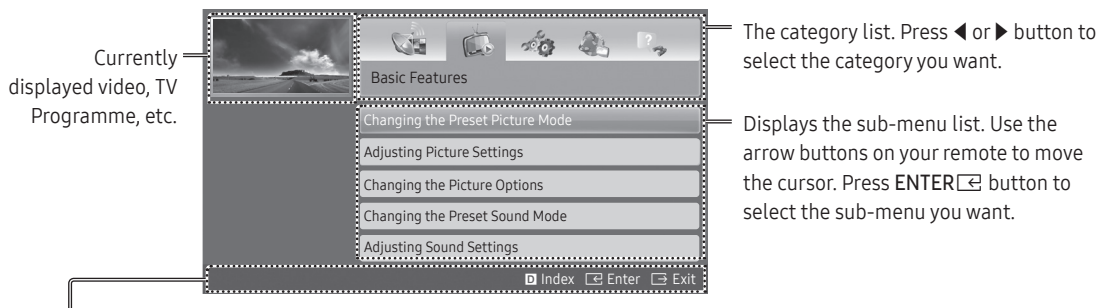 Currently
displayed video, TV
Programme, etc.
Basic Features
Changing the Preset Picture Mode
Adjusting Picture Settings
Changing the Picture Options
Changing the Preset Sound Mode
Adjusting Sound Settings
D Index Enter Exit
The category list. Press ◀ or ▶ button to
select the category you want.
Displays the sub-menu list. Use the
arrow buttons on your remote to move
the cursor. Press ENTER button to
select the sub-menu you want.